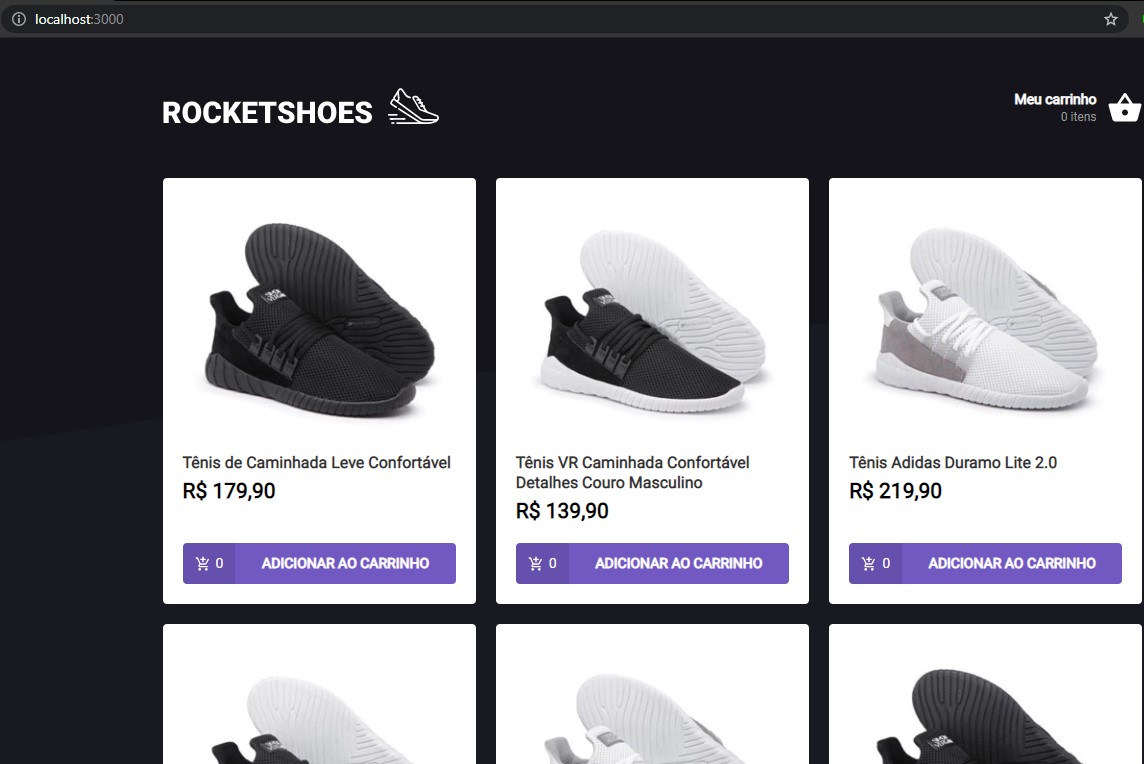 localhost:3000
ROCKETSHOES
Meu carrinho
0 itens
Tênis de Caminhada Leve Confortável
R$ 179,90
0 ADICIONAR AO CARRINHO
Tênis VR Caminhada Confortável
Detalhes Couro Masculino
R$ 139,90
0 ADICIONAR AO CARRINHO
Tênis Adidas Duramo Lite 2.0
R$ 219,90
0 ADICIONAR AO CARRINHO